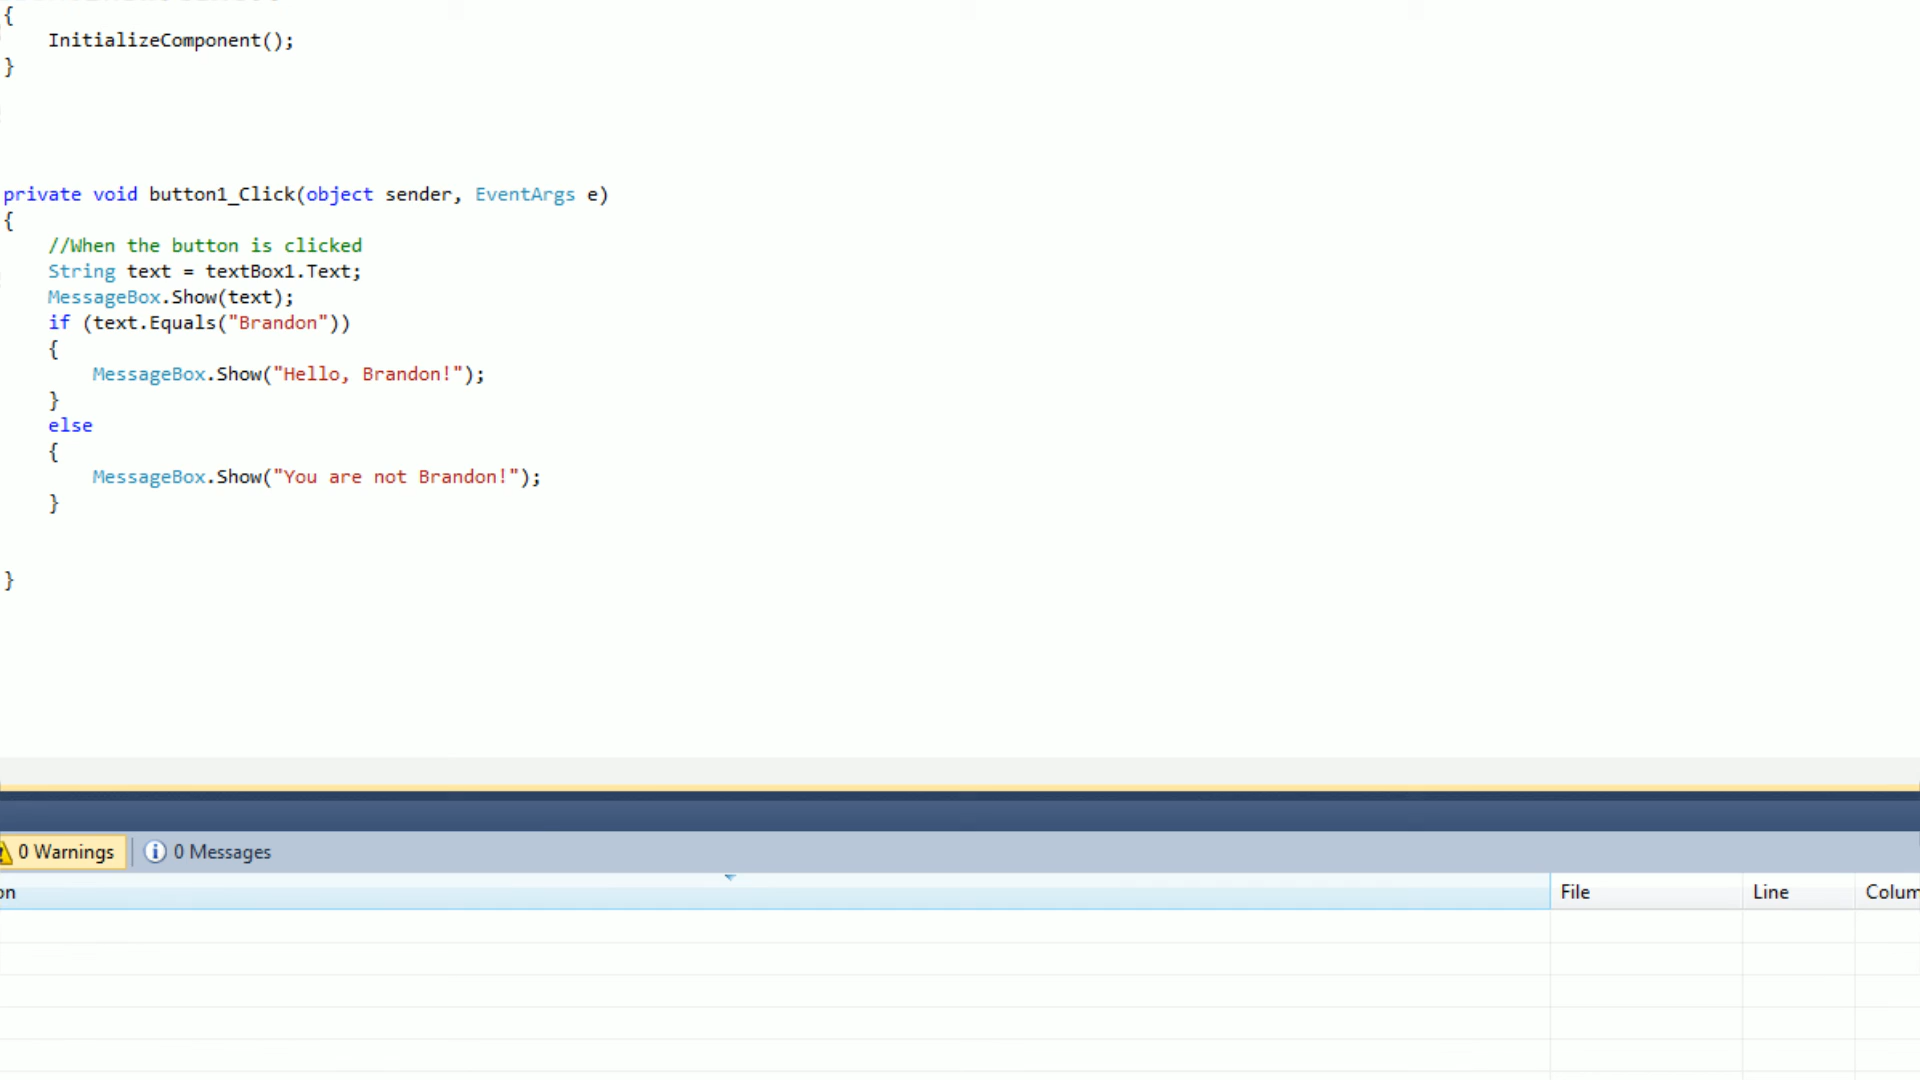 {
    InitializeComponent();
}
private void button1_Click(object sender, EventArgs e)
{
    //When the button is clicked
    String text = textBox1.Text;
    MessageBox.Show(text);
    if (text.Equals("Brandon"))
    {
        MessageBox.Show("Hello, Brandon!");
    }
    else
    {
        MessageBox.Show("You are not Brandon!");
    }
}
0 Warnings
0 Messages
on
File
Line
Colum